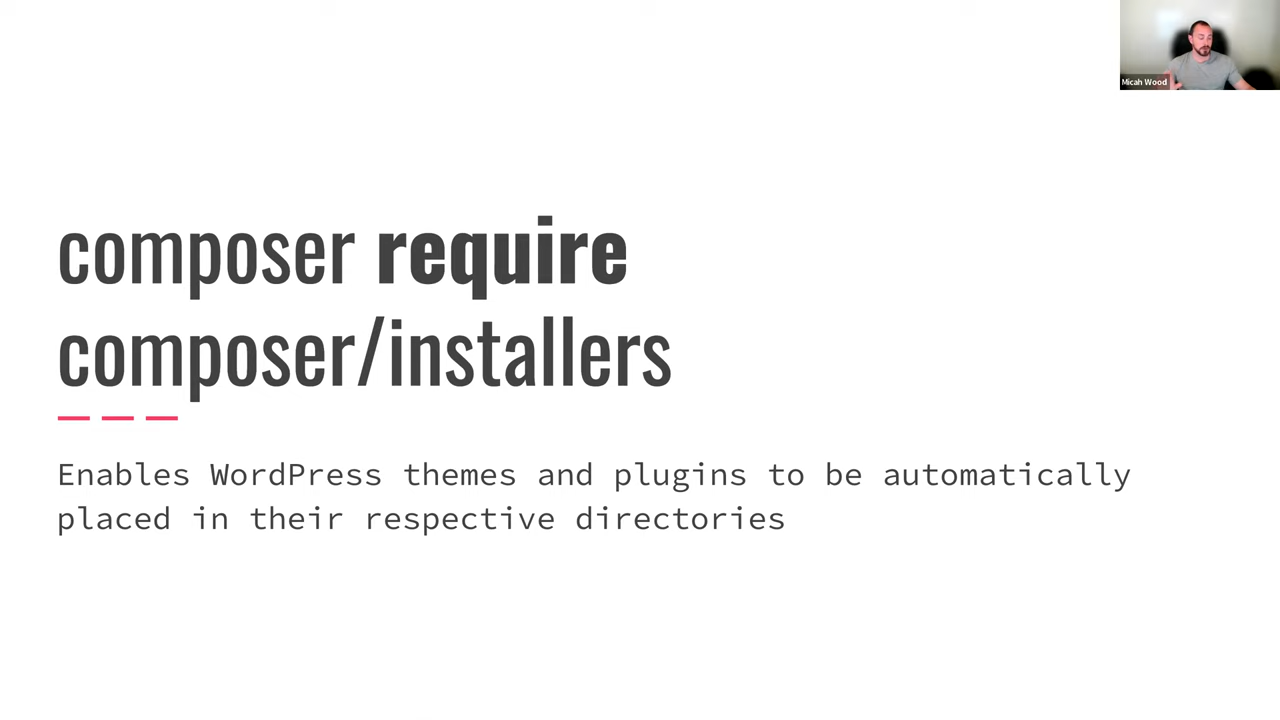 Micah Wood
composer require
composer/installers
Enables WordPress themes and plugins to be automatically
placed in their respective directories